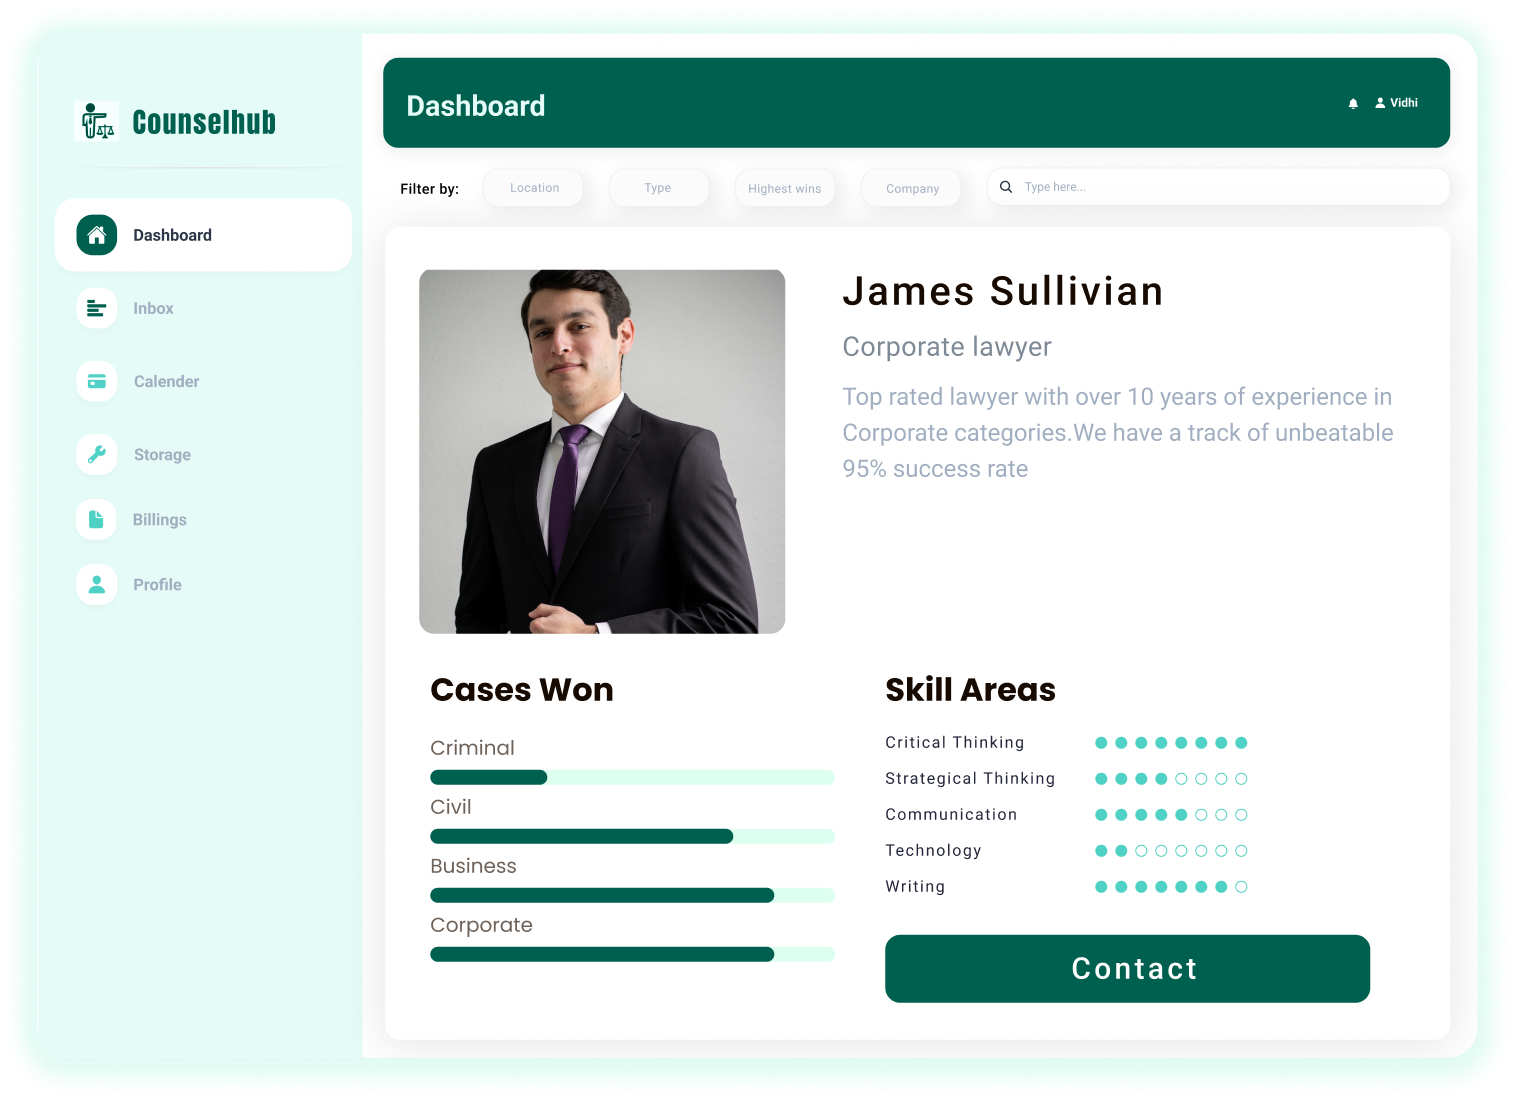 Counselhub
Dashboard
Inbox
Calender
Storage
Billings
Profile
Dashboard
Vidhi
Filter by:
Location
Type
Highest wins
Company
Type here...
James Sullivian
Corporate lawyer
Top rated lawyer with over 10 years of experience in
Corporate categories.We have a track of unbeatable
95% success rate
Cases Won
Criminal
Civil
Business
Corporate
Skill Areas
Critical Thinking
Strategical Thinking
Communication
Technology
Writing
Contact